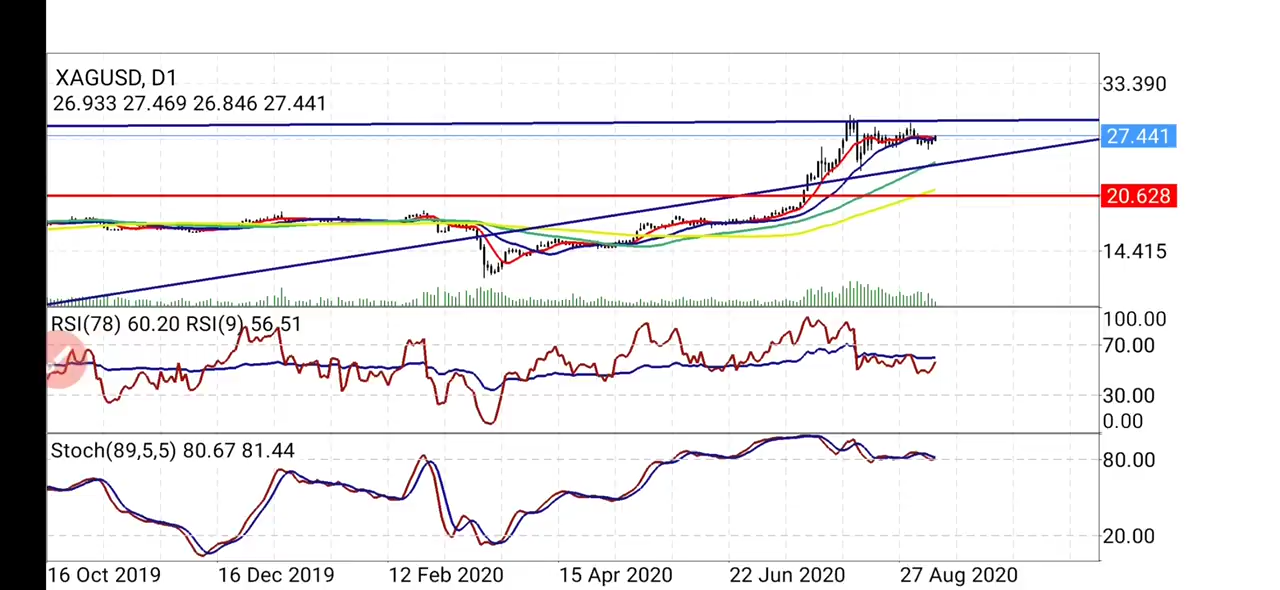 XAGUSD, D1
26.933 27.469 26.846 27.441
33.390
27.441
20.628
14.415
RSI(78) 60.20 RSI(9) 56.51
100.00
70.00
30.00
0.00
Stoch(89,5,5) 80.67 81.44
80.00
20.00
16 Oct 2019 16 Dec 2019 12 Feb 2020 15 Apr 2020 22 Jun 2020 27 Aug 2020